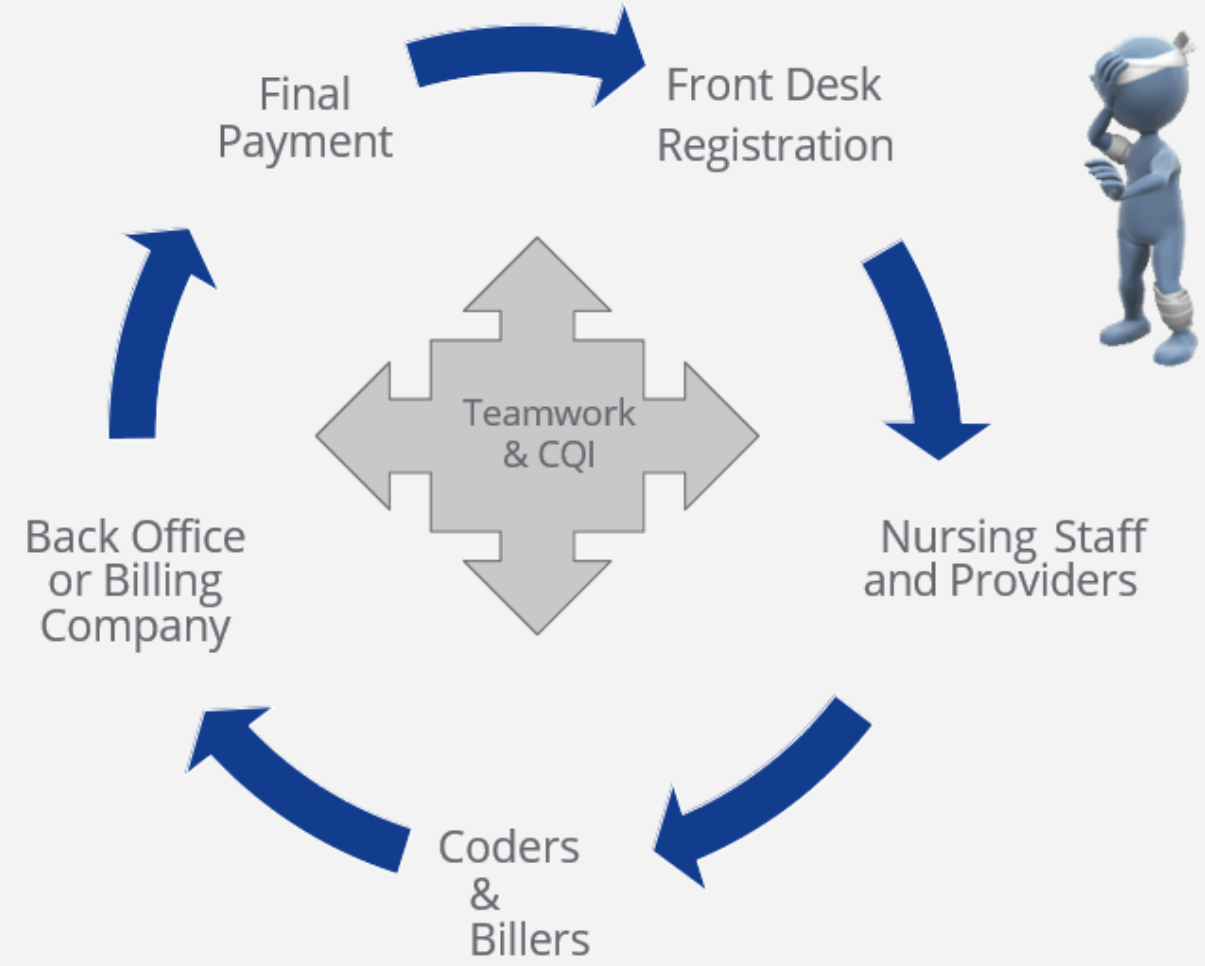 Final
Payment
Front Desk
Registration
Teamwork
& CQI
Nursing Staff
and Providers
Back Office
or Billing
Company
Coders
&
Billers